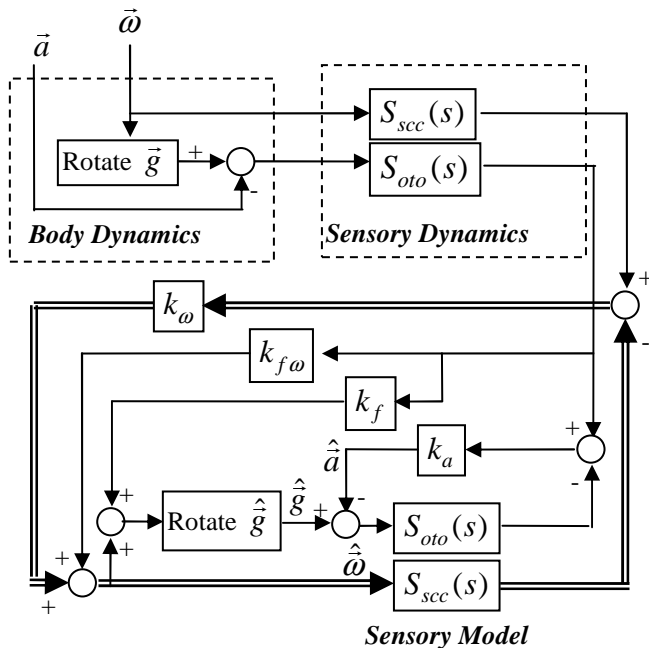 a⃗
ω⃗
S_scc(s)
Rotate g⃗
+
-
S_oto(s)
Body Dynamics
Sensory Dynamics
k_ω
+
-
k_fω
k_f
+
-
k_a
â⃗
+
+
Rotate ĝ⃗
ĝ⃗
+
-
S_oto(s)
+
+
ω̂⃗
S_scc(s)
Sensory Model